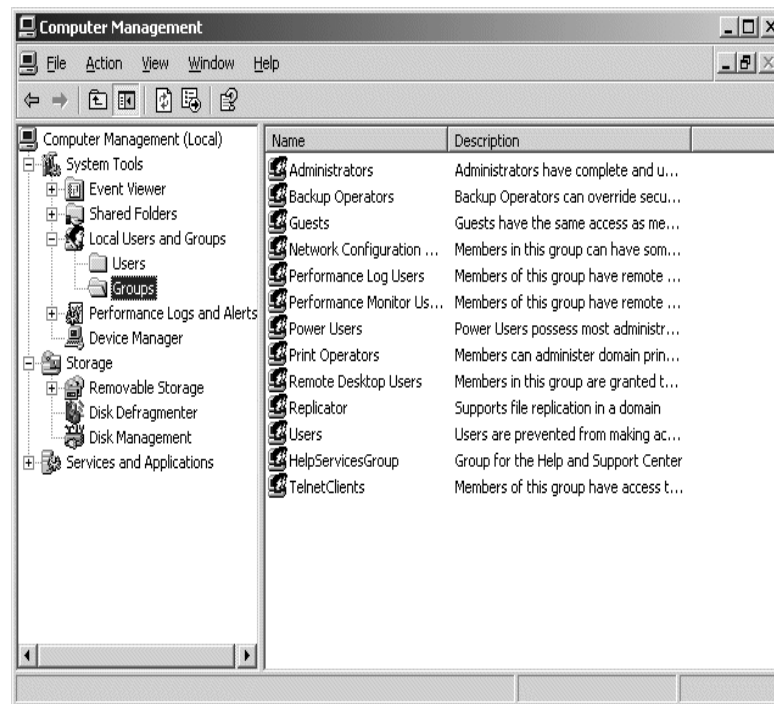 Computer Management
File Action View Window Help
Computer Management (Local)
System Tools
Event Viewer
Shared Folders
Local Users and Groups
Users
Groups
Performance Logs and Alerts
Device Manager
Storage
Removable Storage
Disk Defragmenter
Disk Management
Services and Applications
Name Description
Administrators Administrators have complete and u...
Backup Operators Backup Operators can override secu...
Guests Guests have the same access as me...
Network Configuration ... Members in this group can have som...
Performance Log Users Members of this group have remote ...
Performance Monitor Us... Members of this group have remote ...
Power Users Power Users possess most administr...
Print Operators Members can administer domain prin...
Remote Desktop Users Members in this group are granted t...
Replicator Supports file replication in a domain
Users Users are prevented from making ac...
HelpServicesGroup Group for the Help and Support Center
TelnetClients Members of this group have access t...